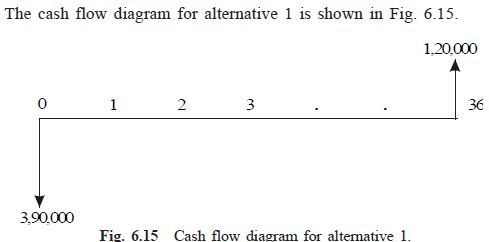 The cash flow diagram for alternative 1 is shown in Fig. 6.15.
1,20,000
0 1 2 3 . . 36
3,90,000
Fig. 6.15 Cash flow diagram for alternative 1.